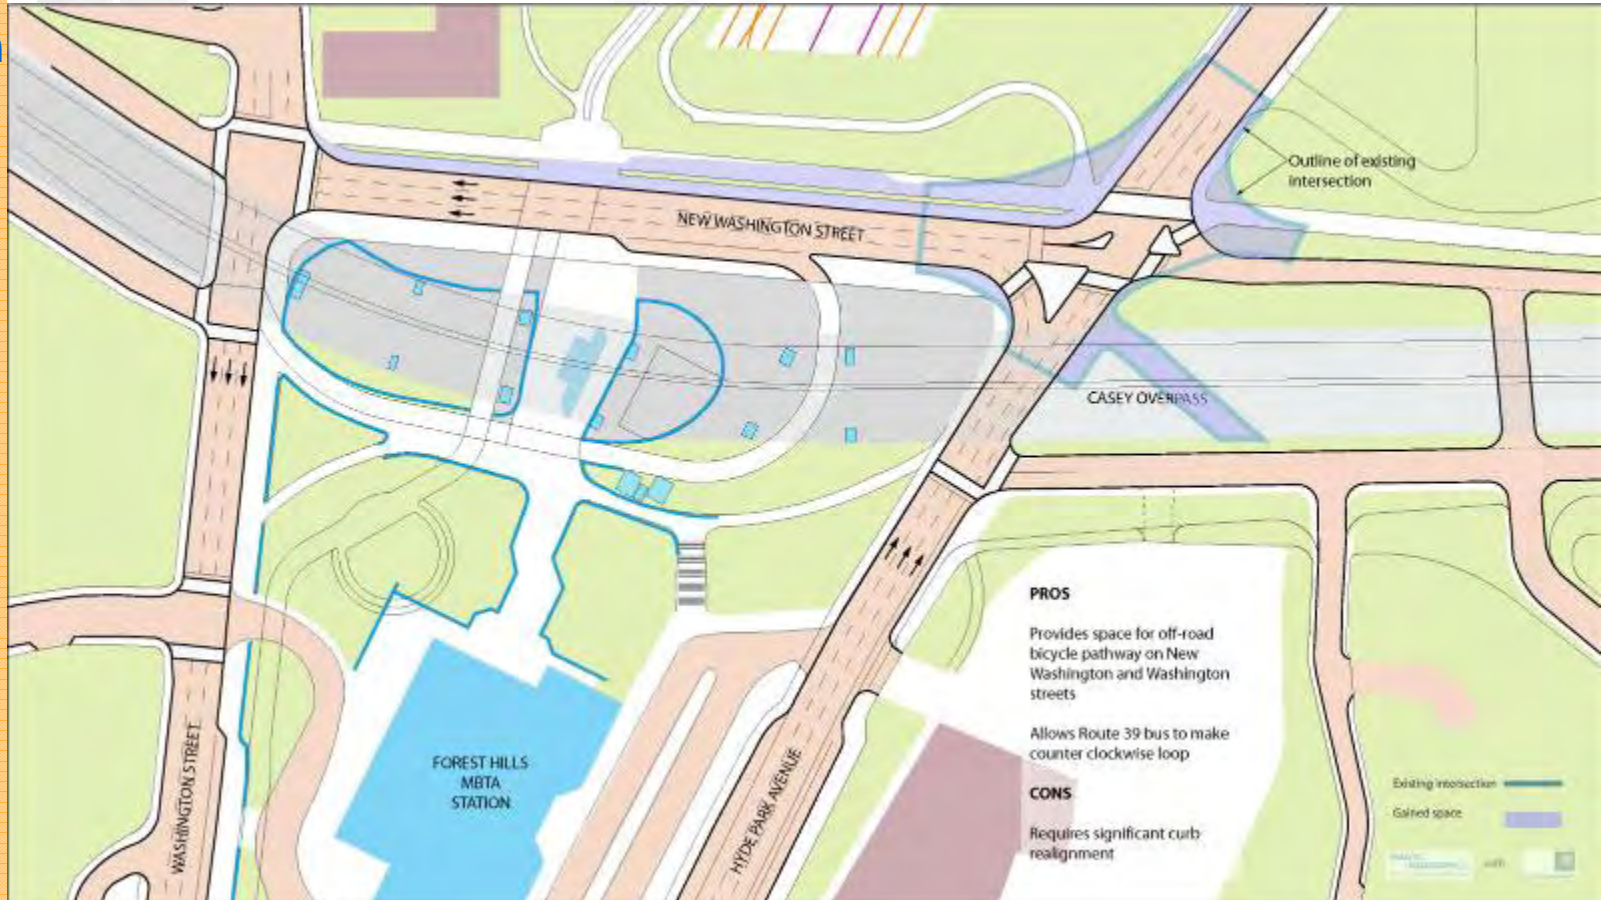 Outline of existing
intersection
NEW WASHINGTON STREET
CASEY OVERPASS
PROS
Provides space for off-road
bicycle pathway on New
Washington and Washington
streets
Allows Route 39 bus to make
counter clockwise loop
CONS
Requires significant curb
realignment
FOREST HILLS
MBTA
STATION
WASHINGTON STREET
HYDE PARK AVENUE
Existing intersection
Gained space
with